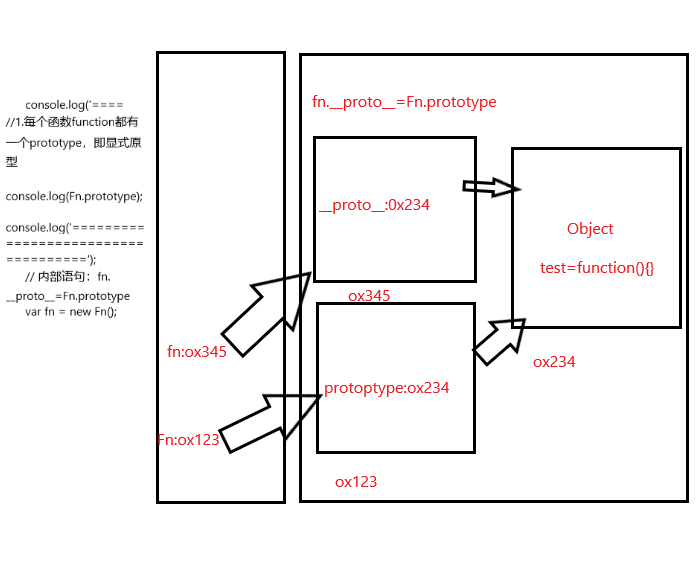 console.log('====
//1.每个函数function都有
一个prototype，即显式原
型
console.log(Fn.prototype);
console.log('=========
=================
==========');
// 内部语句：fn.
__proto__=Fn.prototype
var fn = new Fn();
fn:ox345
Fn:ox123
fn.__proto__=Fn.prototype
__proto__:0x234
ox345
protoptype:ox234
ox123
Object
test=function(){}
ox234